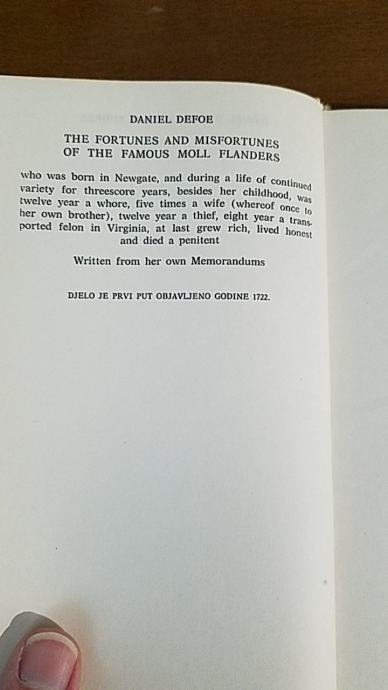 DANIEL DEFOE
THE FORTUNES AND MISFORTUNES
OF THE FAMOUS MOLL FLANDERS
who was born in Newgate, and during a life of continued
variety for threescore years, besides her childhood, was
twelve year a whore, five times a wife (whereof once to
her own brother), twelve year a thief, eight year a trans-
ported felon in Virginia, at last grew rich, lived honest
and died a penitent
Written from her own Memorandums
DJELO JE PRVI PUT OBJAVLJENO GODINE 1722.